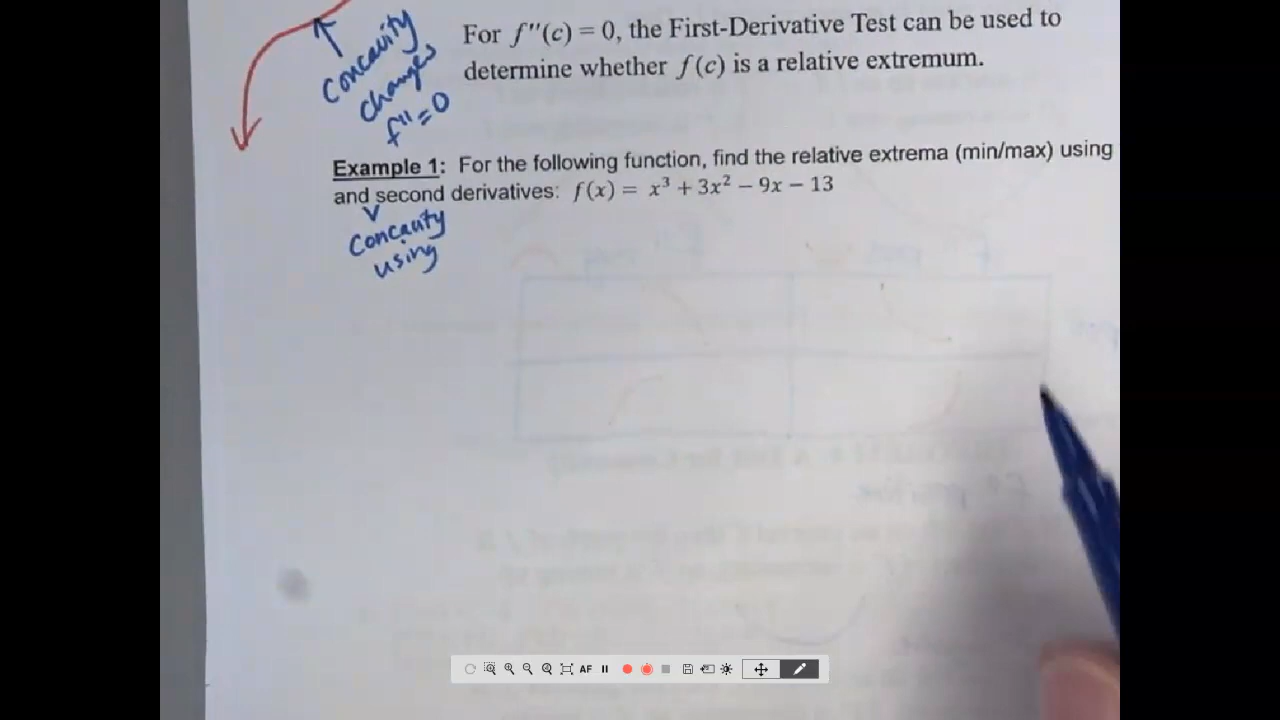 Concavity
changes
f''=0
For f''(c) = 0, the First-Derivative Test can be used to
determine whether f(c) is a relative extremum.
Example 1: For the following function, find the relative extrema (min/max) using
and second derivatives: f(x) = x³ + 3x² − 9x − 13
v
Concavity
using
AF